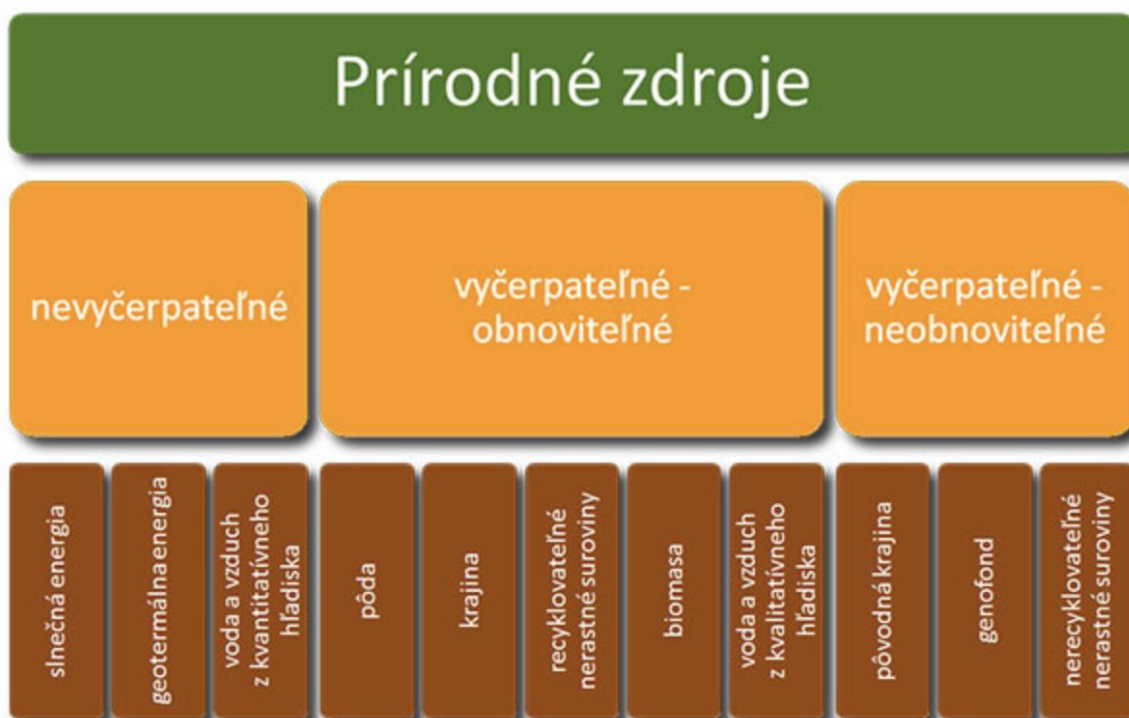 Prírodné zdroje
nevyčerpateľné
vyčerpateľné -
obnoviteľné
vyčerpateľné -
neobnoviteľné
slnečná energia
geotermálna energia
voda a vzduch
z kvantitatívneho
hľadiska
pôda
krajina
recyklovateľné
nerastné suroviny
biomasa
voda a vzduch
z kvalitatívneho
hľadiska
pôvodná krajina
genofond
nerecyklovateľné
nerastné suroviny